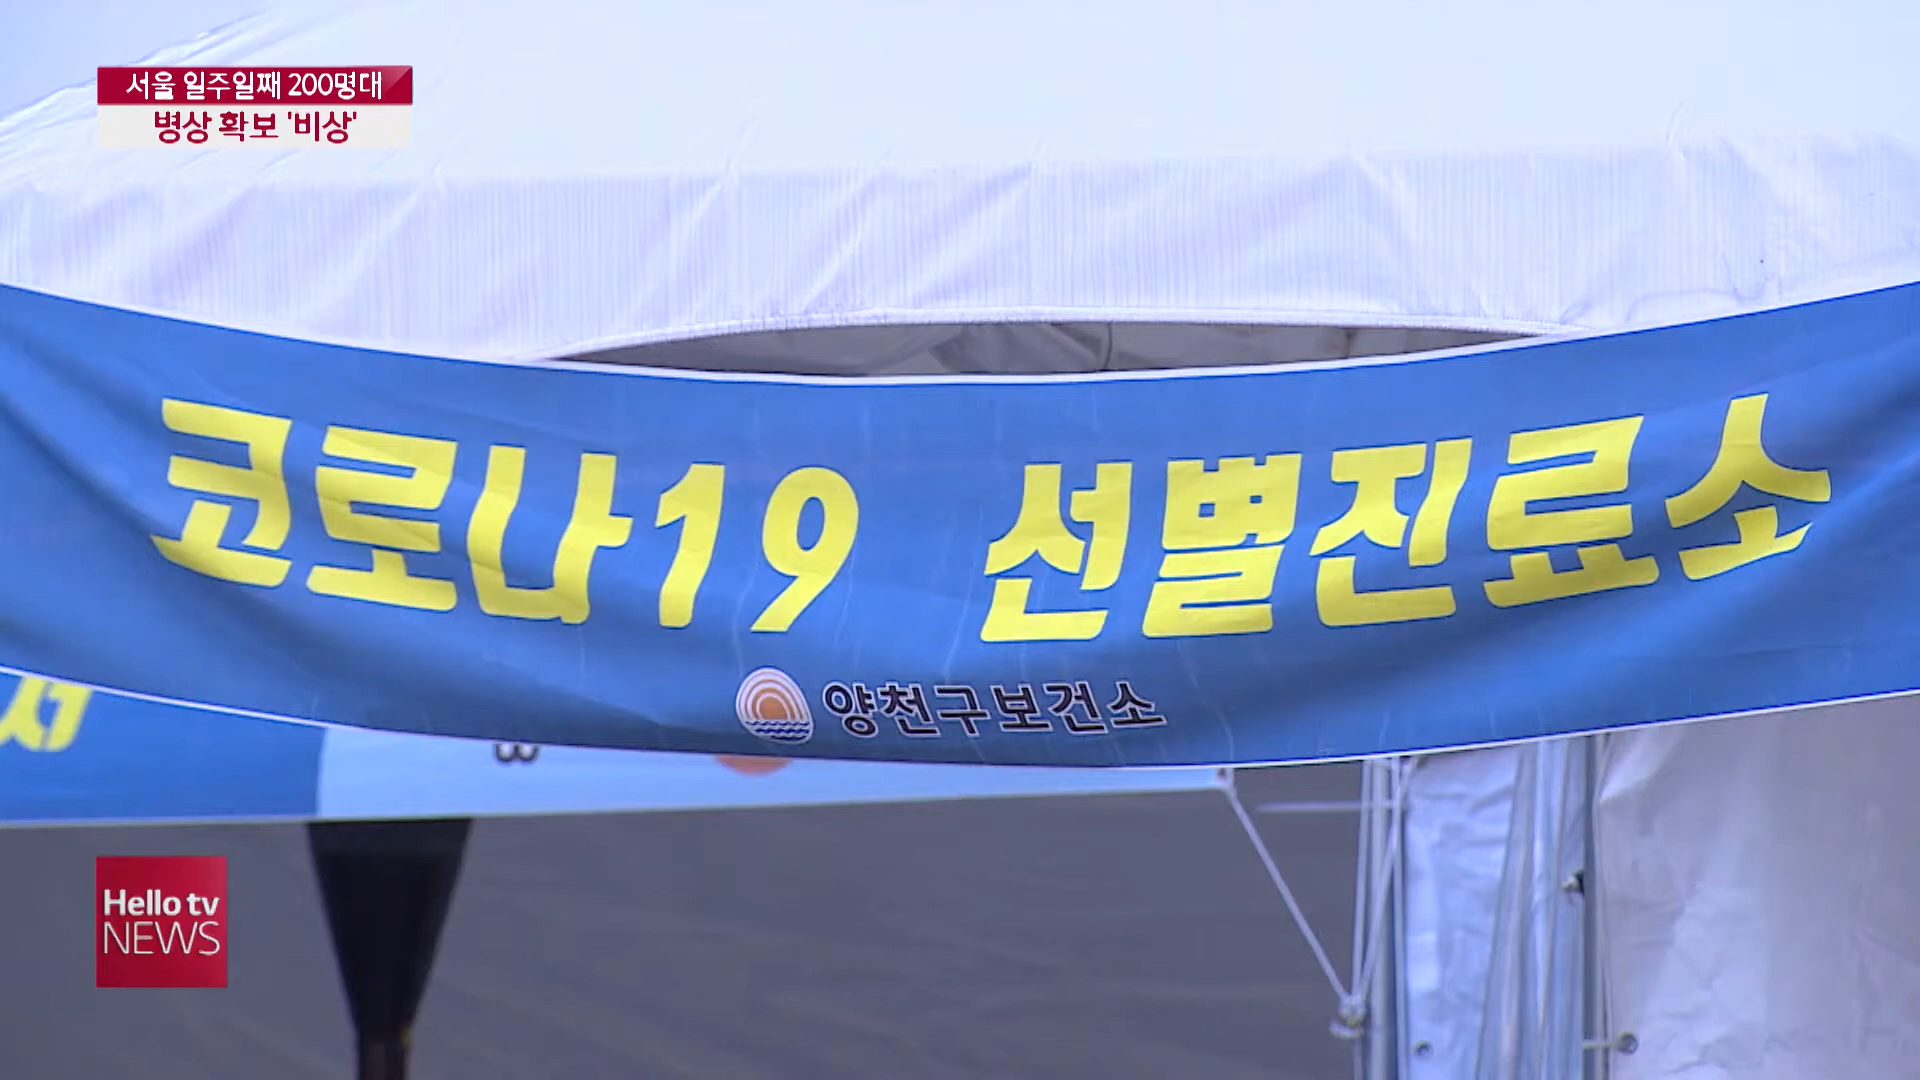 서울 일주일째 200명대
병상 확보 '비상'
코로나19 선별진료소
양천구보건소
서
Hello tv
NEWS